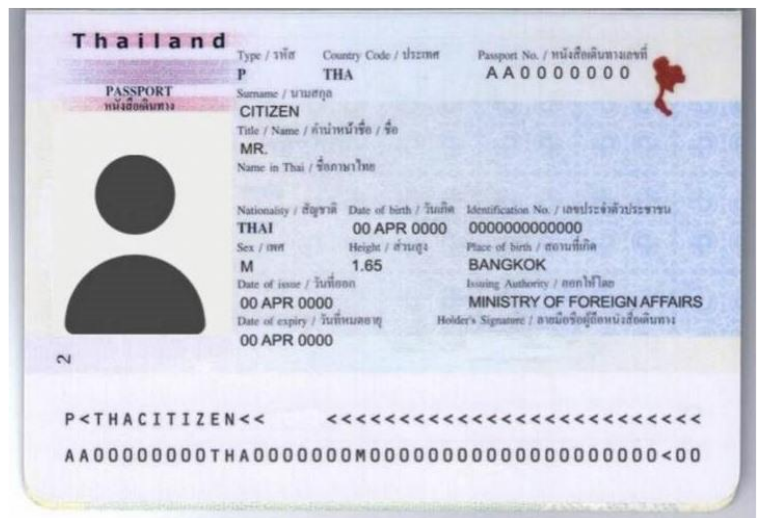 Thailand
PASSPORT
หนังสือเดินทาง
Type / รหัส Country Code / ประเทศ Passport No. / หนังสือเดินทางเลขที่
P THA AA0000000
Surname / นามสกุล
CITIZEN
Title / Name / คำนำหน้าชื่อ / ชื่อ
MR.
Name in Thai / ชื่อภาษาไทย
Nationality / สัญชาติ Date of birth / วันเกิด Identification No. / เลขประจำตัวประชาชน
THAI 00 APR 0000 0000000000000
Sex / เพศ Height / ส่วนสูง Place of birth / สถานที่เกิด
M 1.65 BANGKOK
Date of issue / วันที่ออก Issuing Authority / ออกให้โดย
00 APR 0000 MINISTRY OF FOREIGN AFFAIRS
Date of expiry / วันที่หมดอายุ Holder's Signature / ลายมือชื่อผู้ถือหนังสือเดินทาง
00 APR 0000
2
P<THACITIZEN<< <<<<<<<<<<<<<<<<<<<<<<<<<<
AA00000000THA0000000M00000000000000000000<00